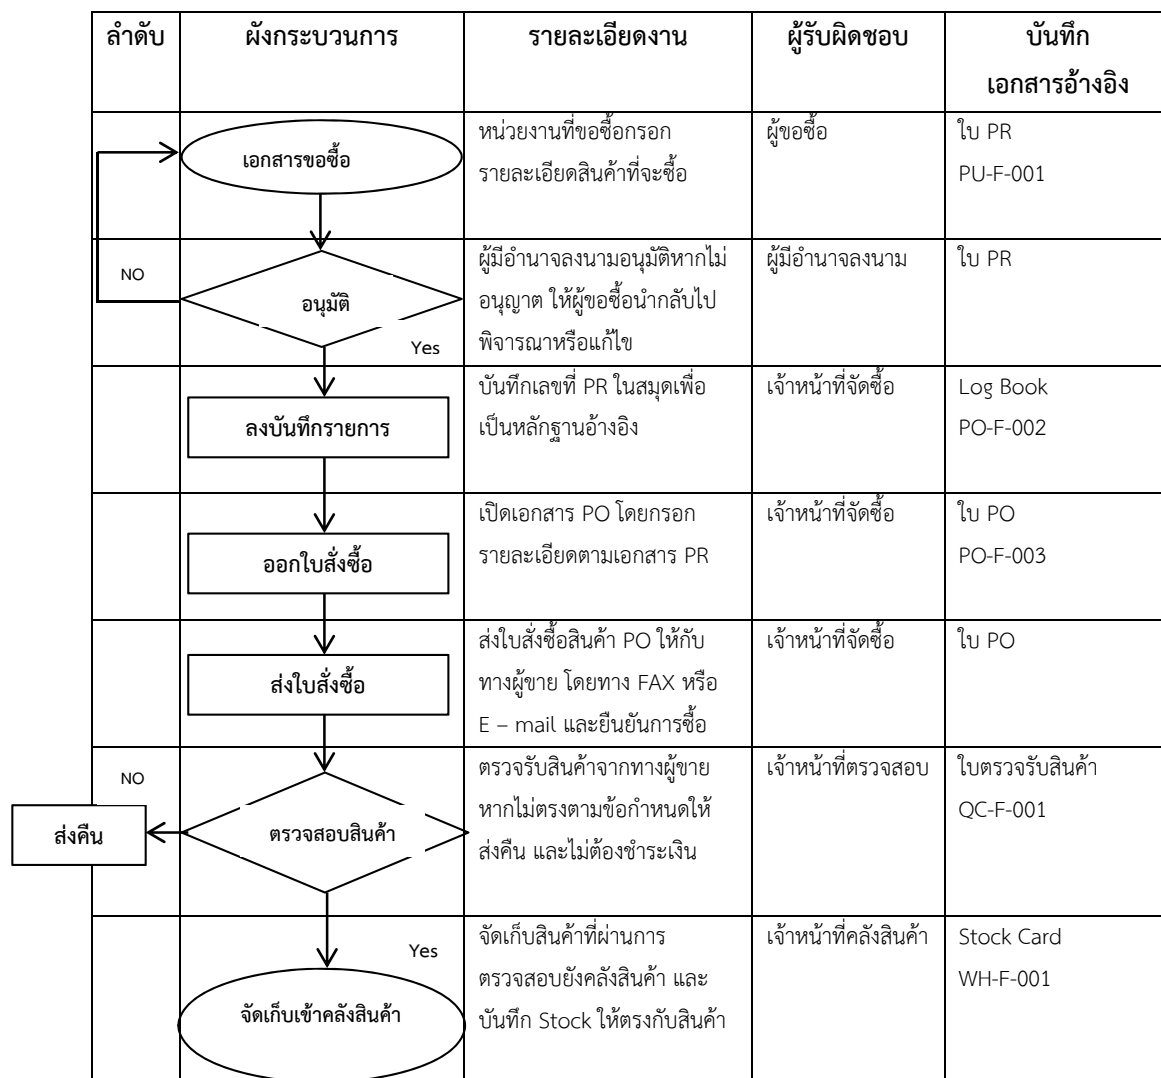 ลำดับ
ผังกระบวนการ
รายละเอียดงาน
ผู้รับผิดชอบ
บันทึก
เอกสารอ้างอิง
เอกสารขอซื้อ
หน่วยงานที่ขอซื้อกรอก
รายละเอียดสินค้าที่จะซื้อ
ผู้ขอซื้อ
ใบ PR
PU-F-001
NO
อนุมัติ
Yes
ผู้มีอำนาจลงนามอนุมัติหากไม่
อนุญาต ให้ผู้ขอซื้อนำกลับไป
พิจารณาหรือแก้ไข
ผู้มีอำนาจลงนาม
ใบ PR
ลงบันทึกรายการ
บันทึกเลขที่ PR ในสมุดเพื่อ
เป็นหลักฐานอ้างอิง
เจ้าหน้าที่จัดซื้อ
Log Book
PO-F-002
ออกใบสั่งซื้อ
เปิดเอกสาร PO โดยกรอก
รายละเอียดตามเอกสาร PR
เจ้าหน้าที่จัดซื้อ
ใบ PO
PO-F-003
ส่งใบสั่งซื้อ
ส่งใบสั่งซื้อสินค้า PO ให้กับ
ทางผู้ขาย โดยทาง FAX หรือ
E – mail และยืนยันการซื้อ
เจ้าหน้าที่จัดซื้อ
ใบ PO
NO
ส่งคืน
ตรวจสอบสินค้า
ตรวจรับสินค้าจากทางผู้ขาย
หากไม่ตรงตามข้อกำหนดให้
ส่งคืน และไม่ต้องชำระเงิน
เจ้าหน้าที่ตรวจสอบ
ใบตรวจรับสินค้า
QC-F-001
Yes
จัดเก็บเข้าคลังสินค้า
จัดเก็บสินค้าที่ผ่านการ
ตรวจสอบยังคลังสินค้า และ
บันทึก Stock ให้ตรงกับสินค้า
เจ้าหน้าที่คลังสินค้า
Stock Card
WH-F-001